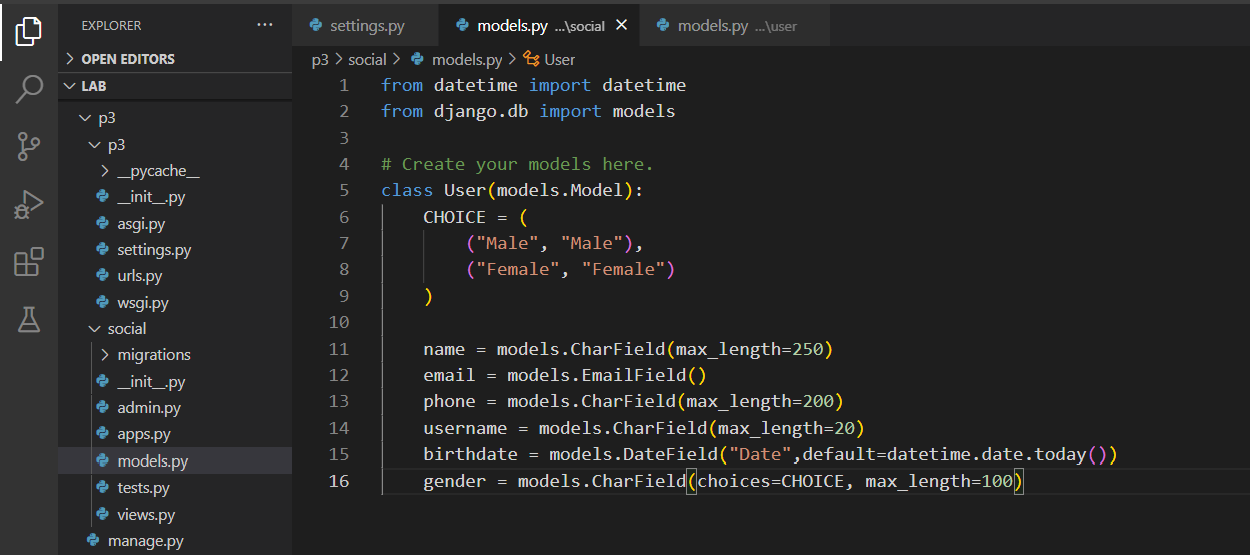 EXPLORER
...
OPEN EDITORS
LAB
p3
p3
__pycache__
__init__.py
asgi.py
settings.py
urls.py
wsgi.py
social
migrations
__init__.py
admin.py
apps.py
models.py
tests.py
views.py
manage.py
settings.py
models.py ...\social
models.py ...\user
p3 > social > models.py > User
1 from datetime import datetime
2 from django.db import models
3
4 # Create your models here.
5 class User(models.Model):
6     CHOICE = (
7         ("Male", "Male"),
8         ("Female", "Female")
9     )
10
11     name = models.CharField(max_length=250)
12     email = models.EmailField()
13     phone = models.CharField(max_length=200)
14     username = models.CharField(max_length=20)
15     birthdate = models.DateField("Date",default=datetime.date.today())
16     gender = models.CharField(choices=CHOICE, max_length=100)